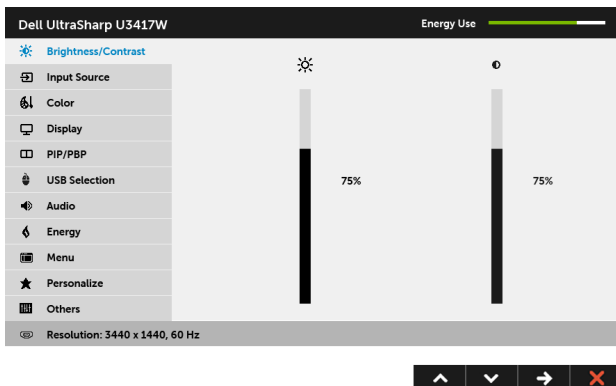 Dell UltraSharp U3417W
Energy Use
Brightness/Contrast
Input Source
Color
Display
PIP/PBP
USB Selection
Audio
Energy
Menu
Personalize
Others
75%
75%
Resolution: 3440 x 1440, 60 Hz